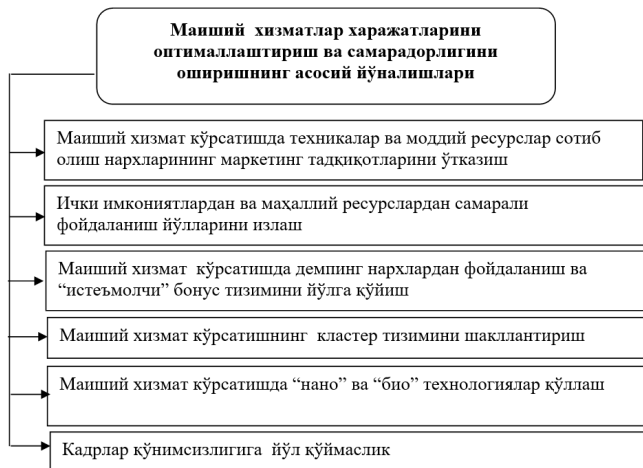 Маиший хизматлар харажатларини
оптималлаштириш ва самарадорлигини
оширишнинг асосий йўналишлари
Маиший хизмат кўрсатишда техникалар ва моддий ресурслар сотиб
олиш нархларининг маркетинг тадқиқотларини ўтказиш
Ички имкониятлардан ва маҳаллий ресурслардан самарали
фойдаланиш йўлларини излаш
Маиший хизмат кўрсатишда демпинг нархлардан фойдаланиш ва
“истеъмолчи” бонус тизимини йўлга қўйиш
Маиший хизмат кўрсатишнинг кластер тизимини шакллантириш
Маиший хизмат кўрсатишда “нано” ва “био” технологиялар қўллаш
Кадрлар қўнимсизлигига йўл қўймаслик